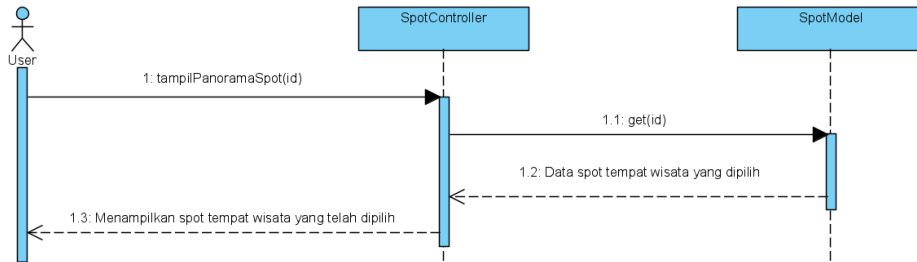 SpotController
SpotModel
User
1: tampilPanoramaSpot(id)
1.1: get(id)
1.2: Data spot tempat wisata yang dipilih
1.3: Menampilkan spot tempat wisata yang telah dipilih